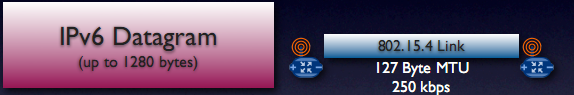 IPv6 Datagram
(up to 1280 bytes)
802.15.4 Link
127 Byte MTU
250 kbps